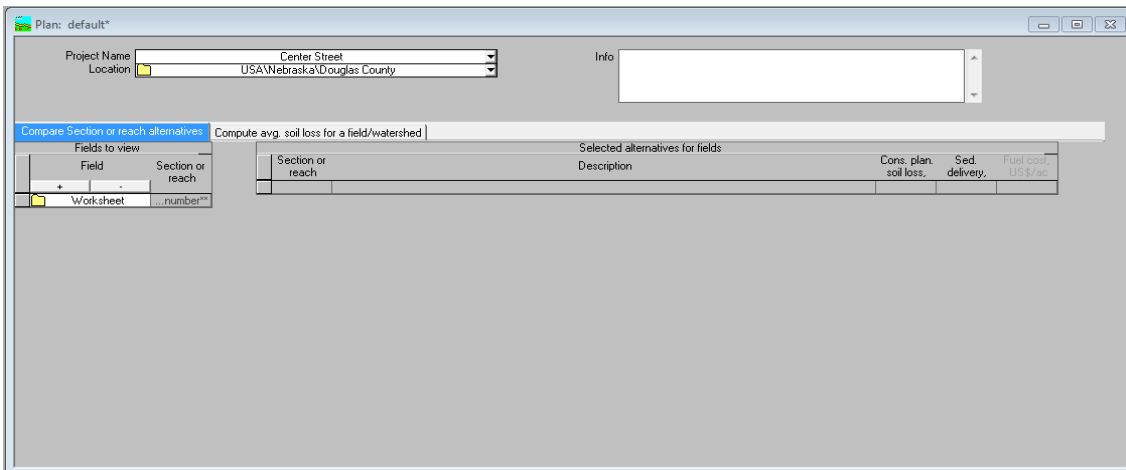 Plan: default*
Project Name Center Street
Info
Location USA\Nebraska\Douglas County
Compare Section or reach alternatives Compute avg. soil loss for a field/watershed
Fields to view
Field Section or reach
+ -
Worksheet ...number**
Selected alternatives for fields
Section or reach Description Cons. plan. soil loss, Sed. delivery, Fuel cost, US$/ac